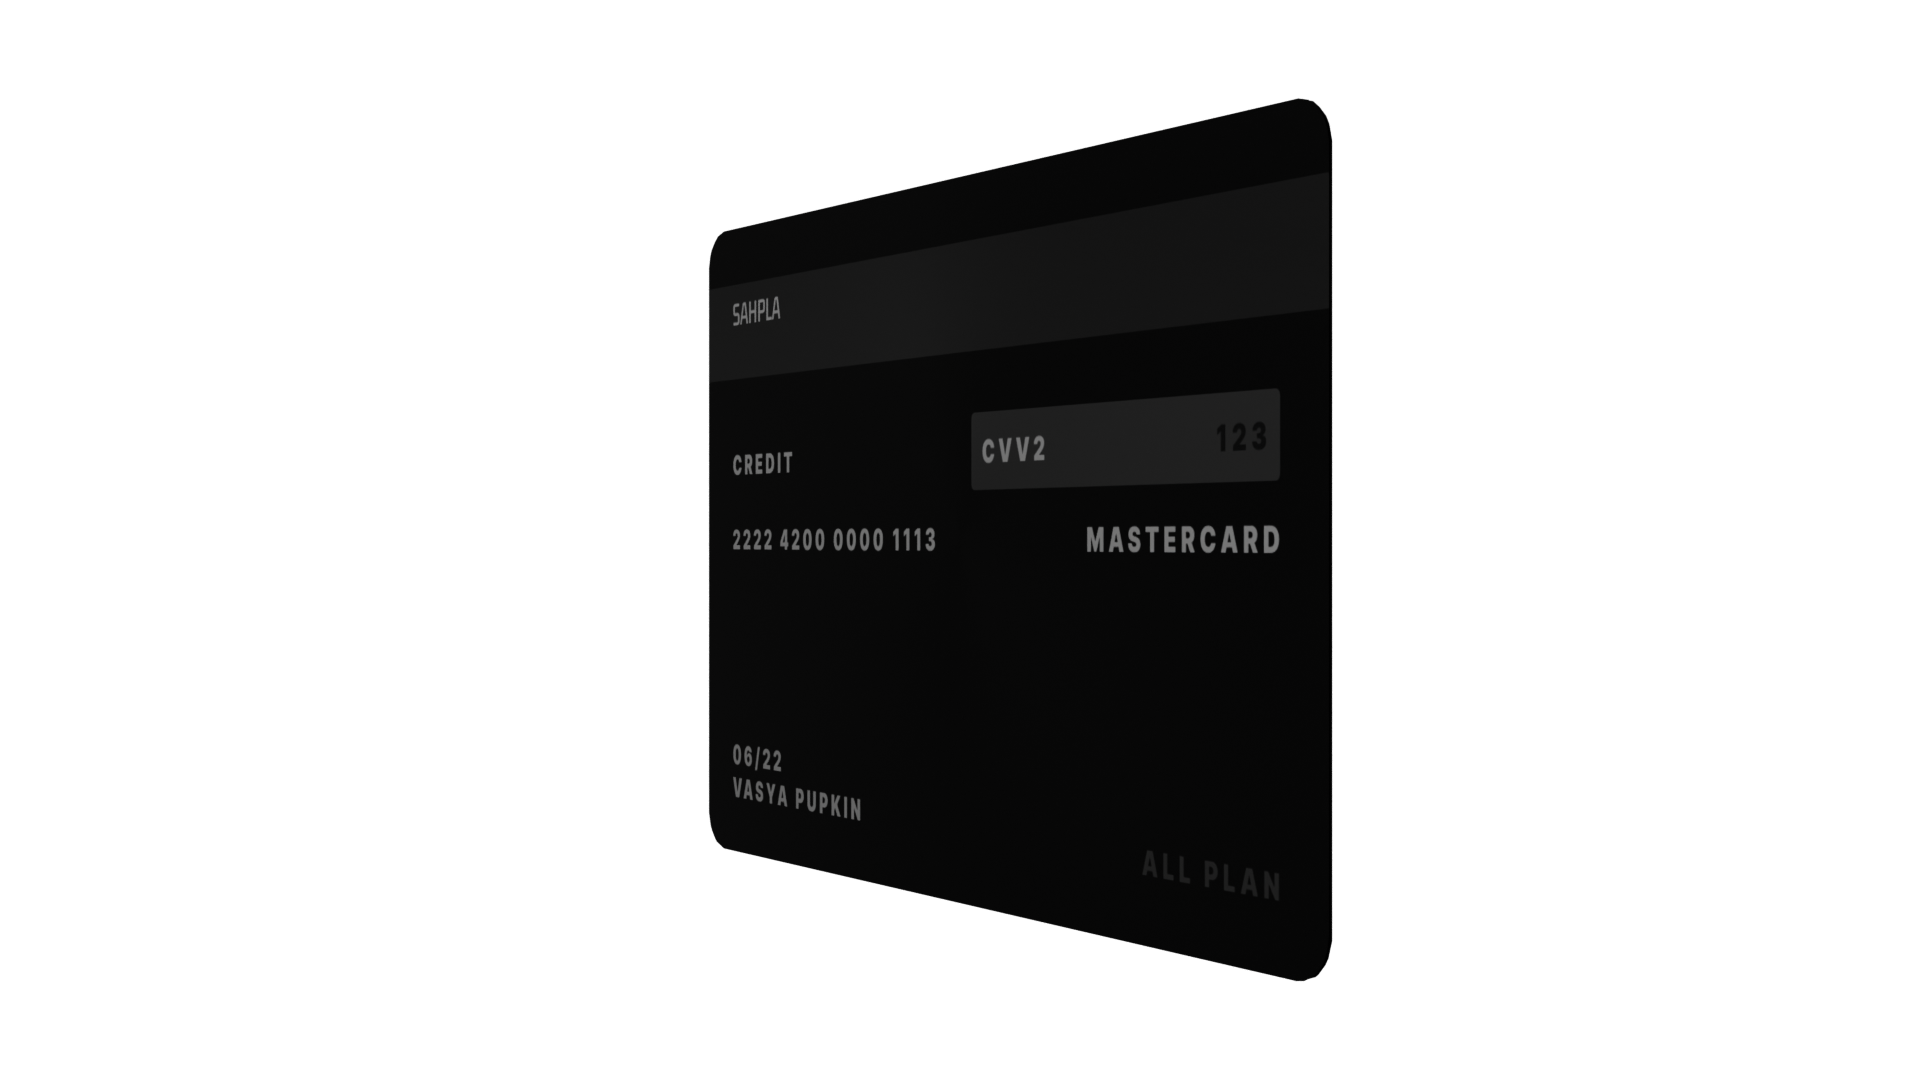 SAHPLA
CREDIT
CVV2 123
2222 4200 0000 1113
MASTERCARD
06/22
VASYA PUPKIN
ALL PLAN